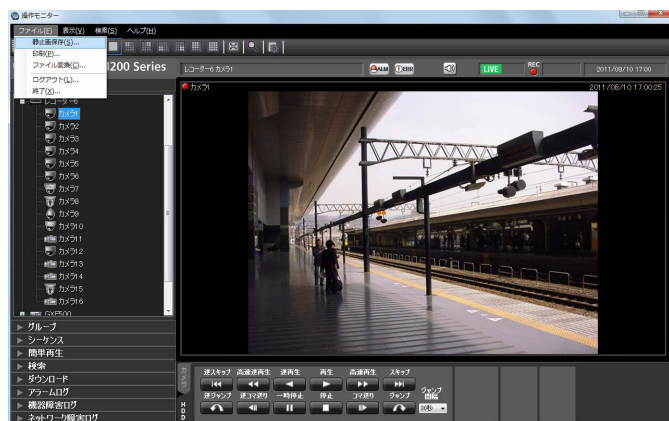 操作モニター
ファイル(F) 表示(V) 検索(S) ヘルプ(H)
静止画保存(S)...
印刷(P)...
ファイル変換(C)...
ログアウト(L)...
終了(X)...
200 Series
レコーダー6 カメラ1
ALM
ERR
LIVE
REC
2011/08/10 17:00
カメラ1
2011/08/10 17:00:25
レコーダー6
カメラ1
カメラ2
カメラ3
カメラ4
カメラ5
カメラ6
カメラ7
カメラ8
カメラ9
カメラ10
カメラ11
カメラ12
カメラ13
カメラ14
カメラ15
カメラ16
GXE500
グループ
シーケンス
簡単再生
検索
ダウンロード
アラームログ
機器障害ログ
ネットワーク障害ログ
カメラ
HD
逆スキップ 高速逆再生 逆再生 再生 高速再生 スキップ
逆ジャンプ 逆コマ送り 一時停止 停止 コマ送り ジャンプ
ジャンプ間隔
30秒